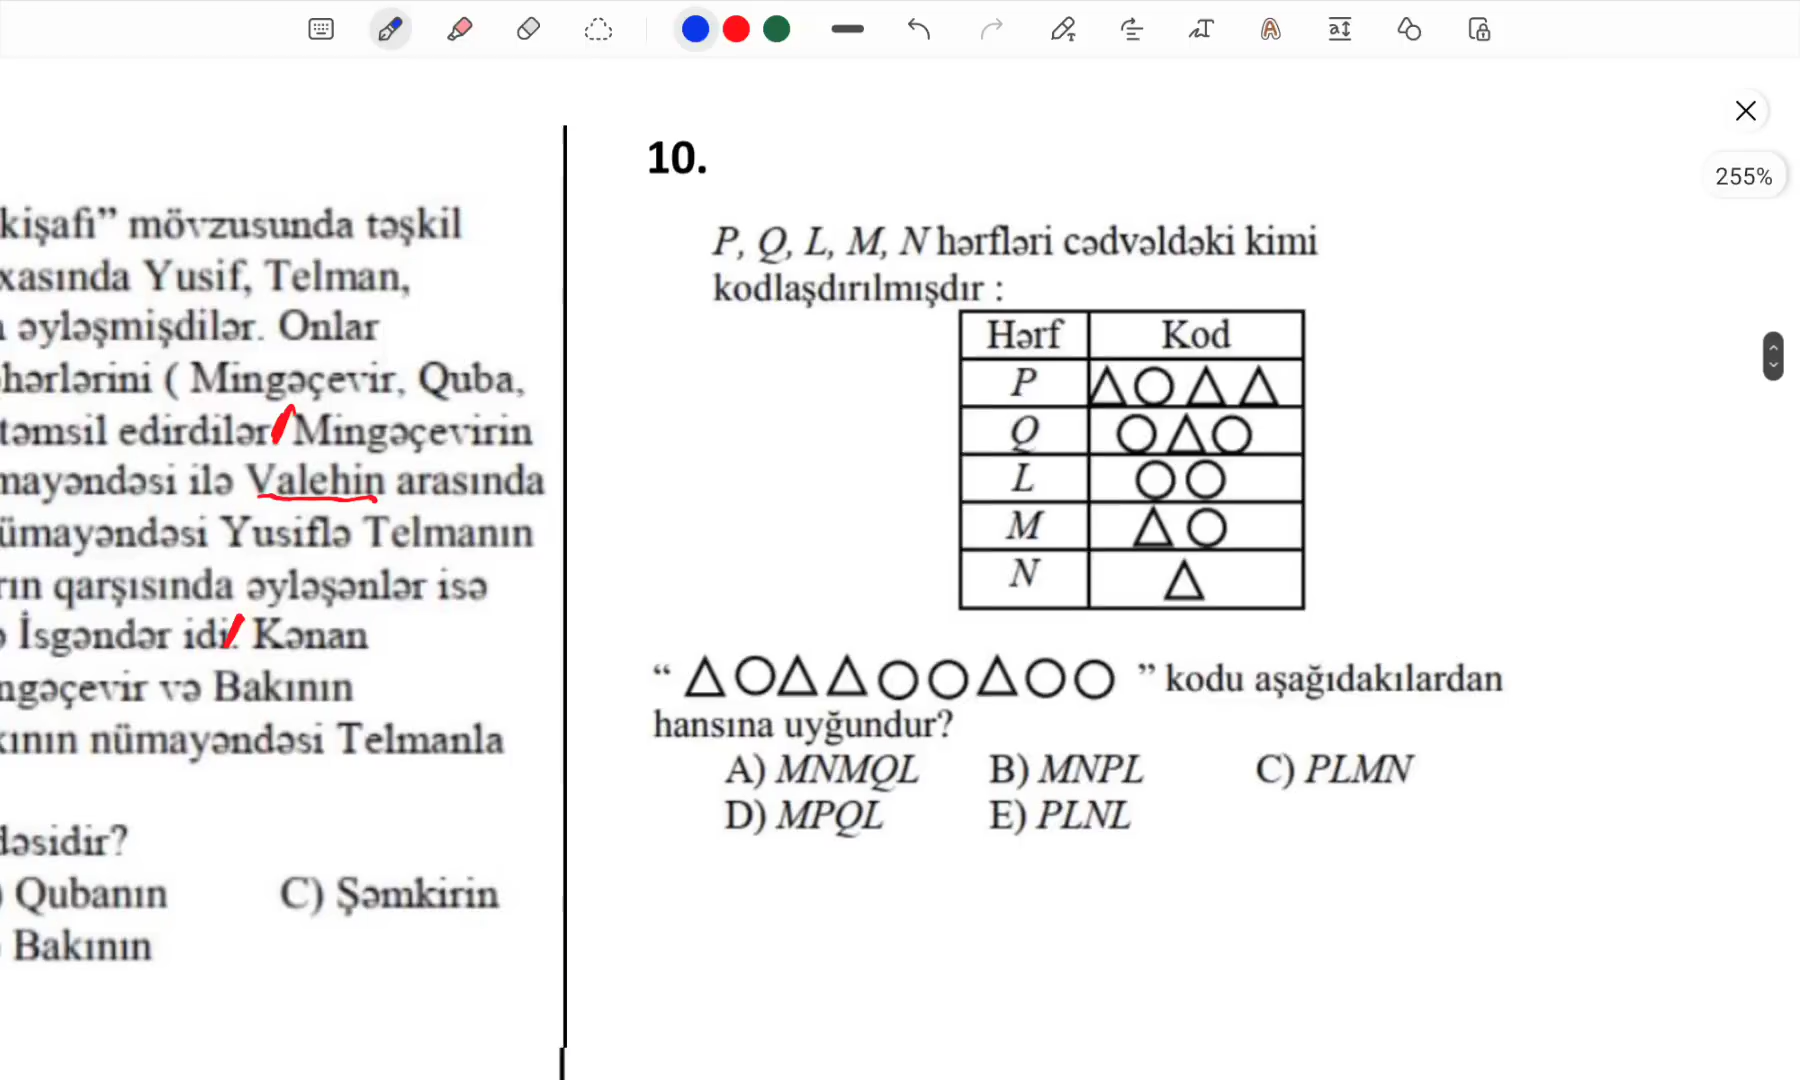 255%
kişafı” mövzusunda təşkil
xasında Yusif, Telman,
əyləşmişdilər. Onlar
hərlərini ( Mingəçevir, Quba,
təmsil edirdilər. Mingəçevirin
mayəndəsi ilə Valehin arasında
ümayəndəsi Yusiflə Telmanın
rın qarşısında əyləşənlər isə
İsgəndər idi. Kənan
ngəçevir və Bakının
kının nümayəndəsi Telmanla
dəsidir?
) Qubanın C) Şəmkirin
Bakının
10.
P, Q, L, M, N hərfləri cədvəldəki kimi
kodlaşdırılmışdır :
Hərf Kod
P △○△△
Q ○△○
L ○○
M △○
N △
“ △○△△○○△○○ ” kodu aşağıdakılardan
hansına uyğundur?
A) MNMQL B) MNPL C) PLMN
D) MPQL E) PLNL